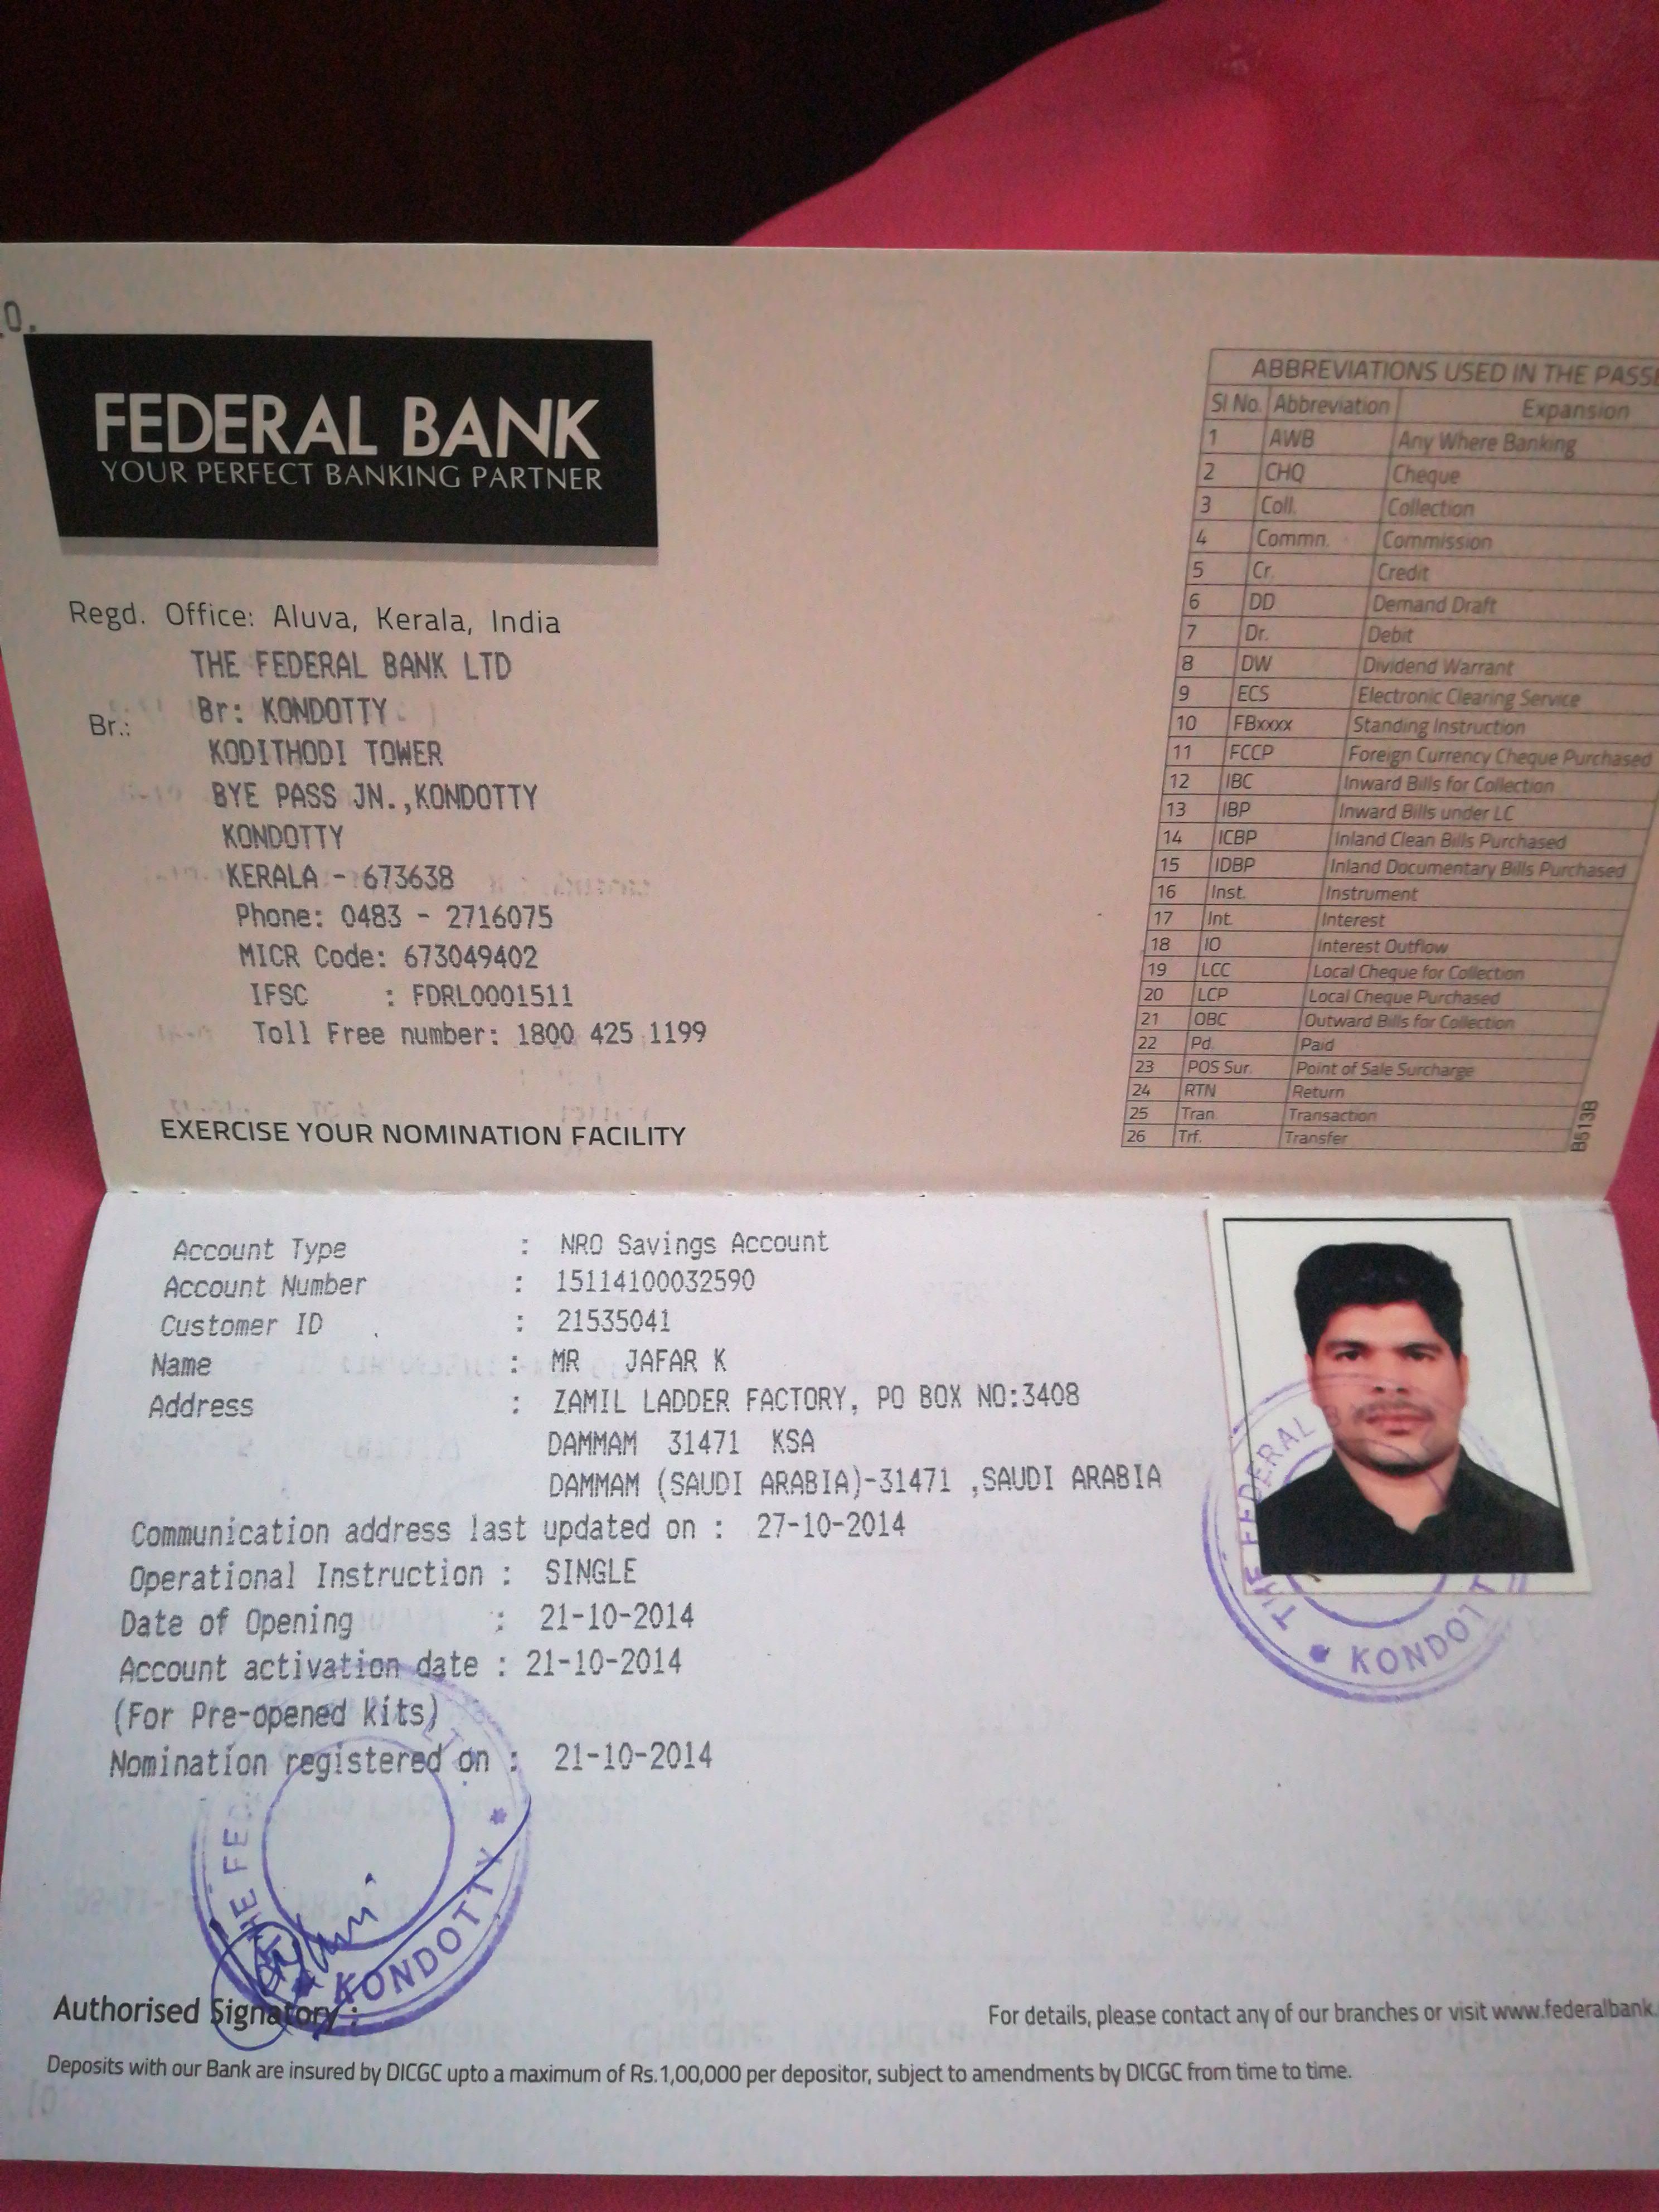 0.
FEDERAL BANK
YOUR PERFECT BANKING PARTNER
Regd. Office: Aluva, Kerala, India
THE FEDERAL BANK LTD
Br.: Br: KONDOTTY
KODITHODI TOWER
BYE PASS JN.,KONDOTTY
KONDOTTY
KERALA - 673638
Phone: 0483 - 2716075
MICR Code: 673049402
IFSC : FDRL0001511
Toll Free number: 1800 425 1199
EXERCISE YOUR NOMINATION FACILITY
ABBREVIATIONS USED IN THE
Sl No. Abbreviation Expansion
1 AWB Any Where Banking
2 CHQ Cheque
3 Coll. Collection
4 Commn. Commission
5 Cr. Credit
6 DD Demand Draft
7 Dr. Debit
8 DW Dividend Warrant
9 ECS Electronic Clearing Service
10 FBxxxx Standing Instruction
11 FCCP Foreign Currency Cheque Purchased
12 IBC Inward Bills for Collection
13 IBP Inward Bills under LC
14 ICBP Inland Clean Bills Purchased
15 IDBP Inland Documentary Bills Purchased
16 Inst. Instrument
17 Int. Interest
18 IO Interest Outflow
19 LCC Local Cheque for Collection
20 LCP Local Cheque Purchased
21 OBC Outward Bills for Collection
22 Pd. Paid
23 POS Sur. Point of Sale Surcharge
24 RTN Return
25 Tran. Transaction
26 Trf. Transfer
B513B
Account Type : NRO Savings Account
Account Number : 15114100032590
Customer ID : 21535041
Name : MR JAFAR K
Address : ZAMIL LADDER FACTORY, PO BOX NO:3408
DAMMAM 31471 KSA
DAMMAM (SAUDI ARABIA)-31471 ,SAUDI ARABIA
Communication address last updated on : 27-10-2014
Operational Instruction : SINGLE
Date of Opening : 21-10-2014
Account activation date : 21-10-2014
(For Pre-opened kits)
Nomination registered on : 21-10-2014
THE FEDERAL
KONDOT
THE FE
KONDOTTY
Authorised Signatory :
For details, please contact any of our branches or visit www.federalbank.
Deposits with our Bank are insured by DICGC upto a maximum of Rs.1,00,000 per depositor, subject to amendments by DICGC from time to time.